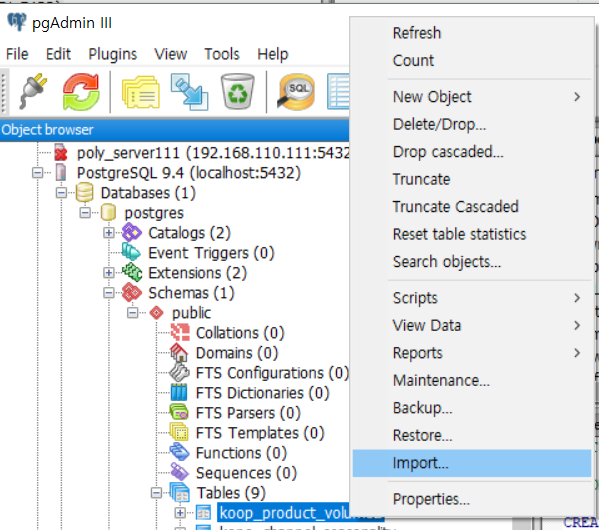 pgAdmin III
File Edit Plugins View Tools Help
SQL
Object browser
poly_server111 (192.168.110.111:5432
PostgreSQL 9.4 (localhost:5432)
Databases (1)
postgres
Catalogs (2)
Event Triggers (0)
Extensions (2)
Schemas (1)
public
Collations (0)
Domains (0)
FTS Configurations (0)
FTS Dictionaries (0)
FTS Parsers (0)
FTS Templates (0)
Functions (0)
Sequences (0)
Tables (9)
Refresh
Count
New Object
Delete/Drop...
Drop cascaded...
Truncate
Truncate Cascaded
Reset table statistics
Search objects...
Scripts
View Data
Reports
Maintenance...
Backup...
Restore...
Import...
Properties...
CREA